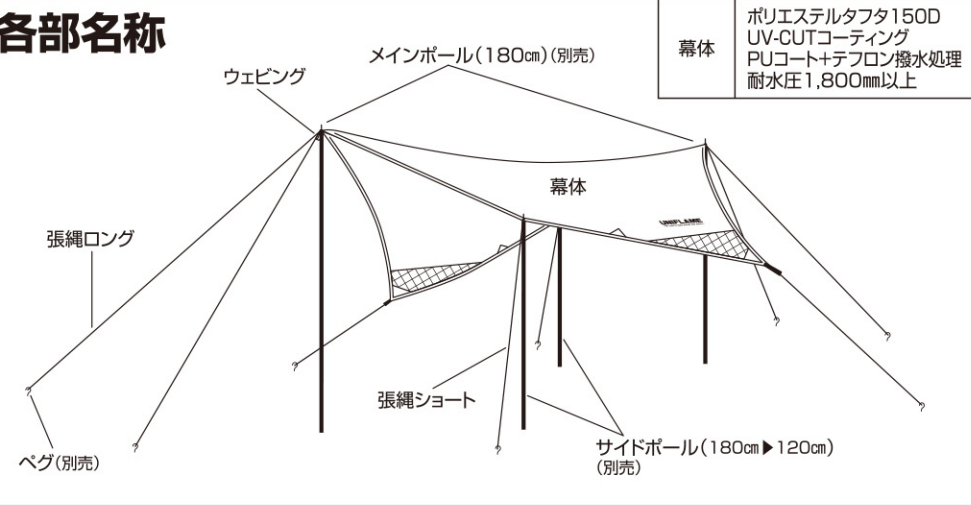 各部名称
幕体
ポリエステルタフタ150D
UV-CUTコーティング
PUコート+テフロン撥水処理
耐水圧1,800㎜以上
メインポール(180㎝)(別売)
ウェビング
幕体
UNIFLAME
張縄ロング
張縄ショート
ペグ(別売)
サイドポール(180㎝▶120㎝)
(別売)